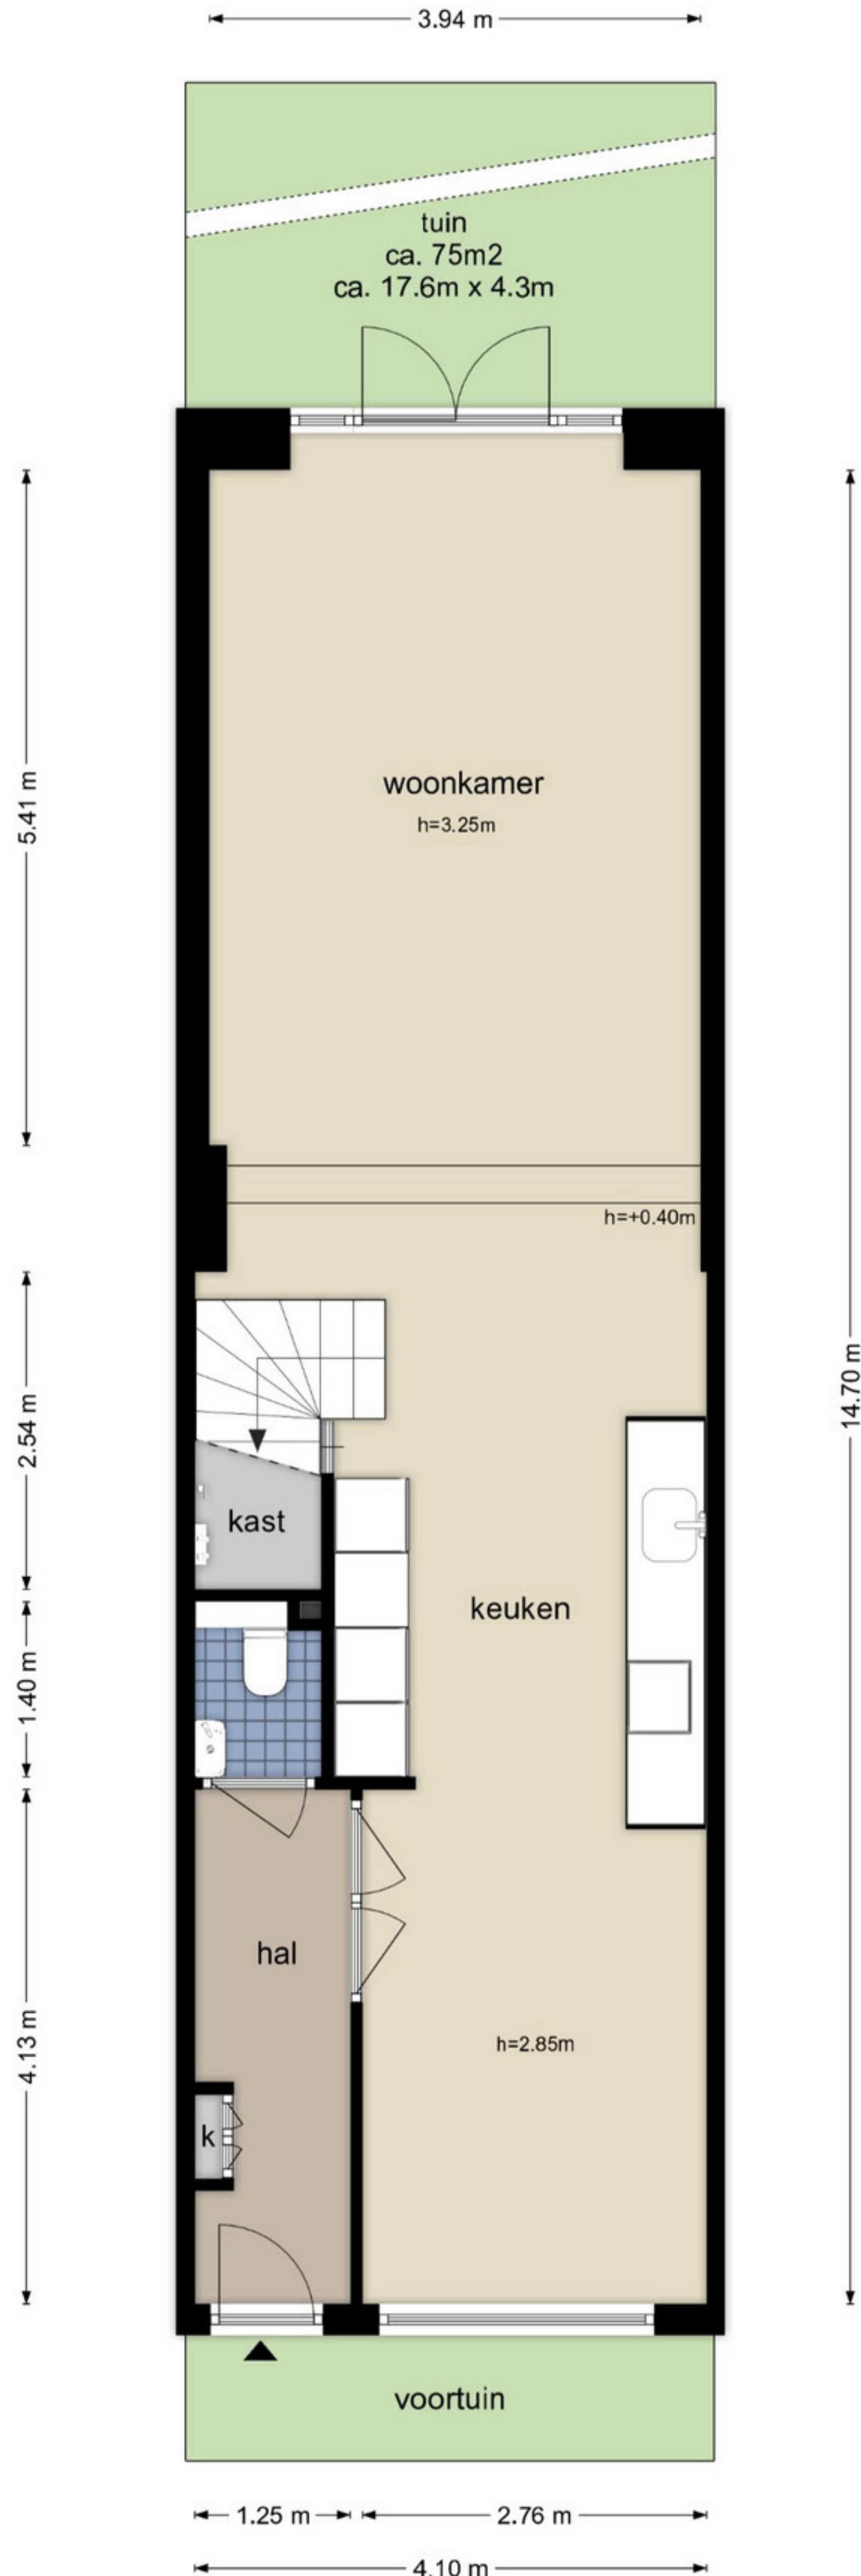 3.94 m
tuin
ca. 75m2
ca. 17.6m x 4.3m
woonkamer
h=3.25m
5.41 m
h=+0.40m
14.70 m
2.54 m
kast
keuken
1.40 m
hal
h=2.85m
4.13 m
k
voortuin
1.25 m
2.76 m
4.10 m